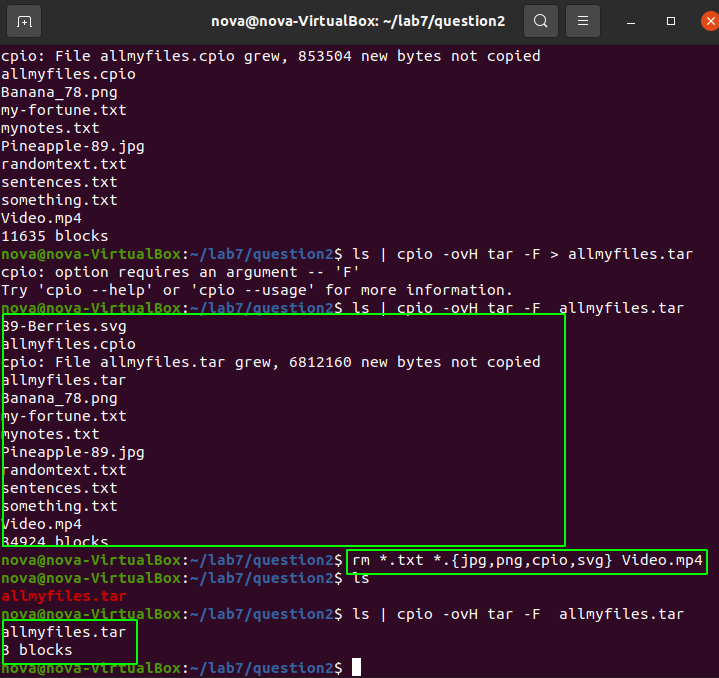 nova@nova-VirtualBox: ~/lab7/question2
cpio: File allmyfiles.cpio grew, 853504 new bytes not copied
allmyfiles.cpio
Banana_78.png
my-fortune.txt
mynotes.txt
Pineapple-89.jpg
randomtext.txt
sentences.txt
something.txt
Video.mp4
11635 blocks
nova@nova-VirtualBox:~/lab7/question2$ ls | cpio -ovH tar -F > allmyfiles.tar
cpio: option requires an argument -- 'F'
Try 'cpio --help' or 'cpio --usage' for more information.
nova@nova-VirtualBox:~/lab7/question2$ ls | cpio -ovH tar -F  allmyfiles.tar
89-Berries.svg
allmyfiles.cpio
cpio: File allmyfiles.tar grew, 6812160 new bytes not copied
allmyfiles.tar
Banana_78.png
my-fortune.txt
mynotes.txt
Pineapple-89.jpg
randomtext.txt
sentences.txt
something.txt
Video.mp4
34924 blocks
nova@nova-VirtualBox:~/lab7/question2$ rm *.txt *.{jpg,png,cpio,svg} Video.mp4
nova@nova-VirtualBox:~/lab7/question2$ ls
allmyfiles.tar
nova@nova-VirtualBox:~/lab7/question2$ ls | cpio -ovH tar -F  allmyfiles.tar
allmyfiles.tar
3 blocks
nova@nova-VirtualBox:~/lab7/question2$